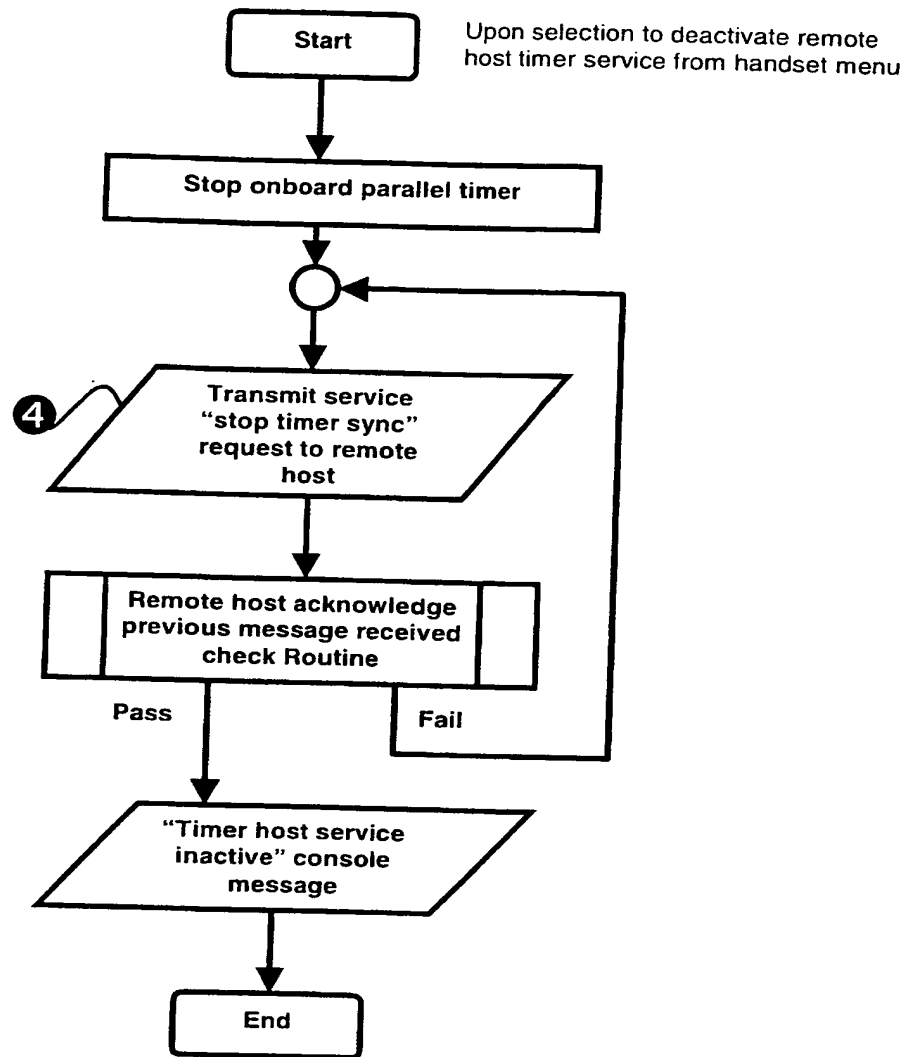 Start
Upon selection to deactivate remote
host timer service from handset menu
Stop onboard parallel timer
4
Transmit service
“stop timer sync”
request to remote
host
Remote host acknowledge
previous message received
check Routine
Pass
Fail
“Timer host service
inactive” console
message
End